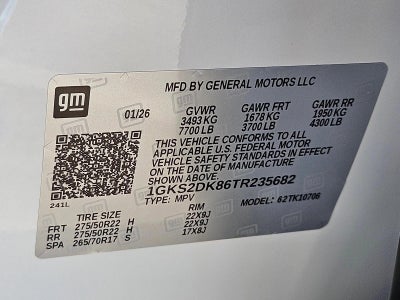 gm
MFD BY GENERAL MOTORS LLC
01/26 GVWR GAWR FRT GAWR RR
3493 KG 1678 KG 1950 KG
7700 LB 3700 LB 4300 LB
THIS VEHICLE CONFORMS TO ALL
APPLICABLE U.S. FEDERAL MOTOR
VEHICLE SAFETY STANDARDS IN EFFECT
ON THE DATE OF MANUFACTURE
SHOWN ABOVE.
1GKS2DK86TR235682
241L TYPE: MPV MODEL: 62TK10706
TIRE SIZE RIM
FRT 275/50R22 H 22X9J
RR 275/50R22 H 22X9J
SPA 265/70R17 S 17X8J